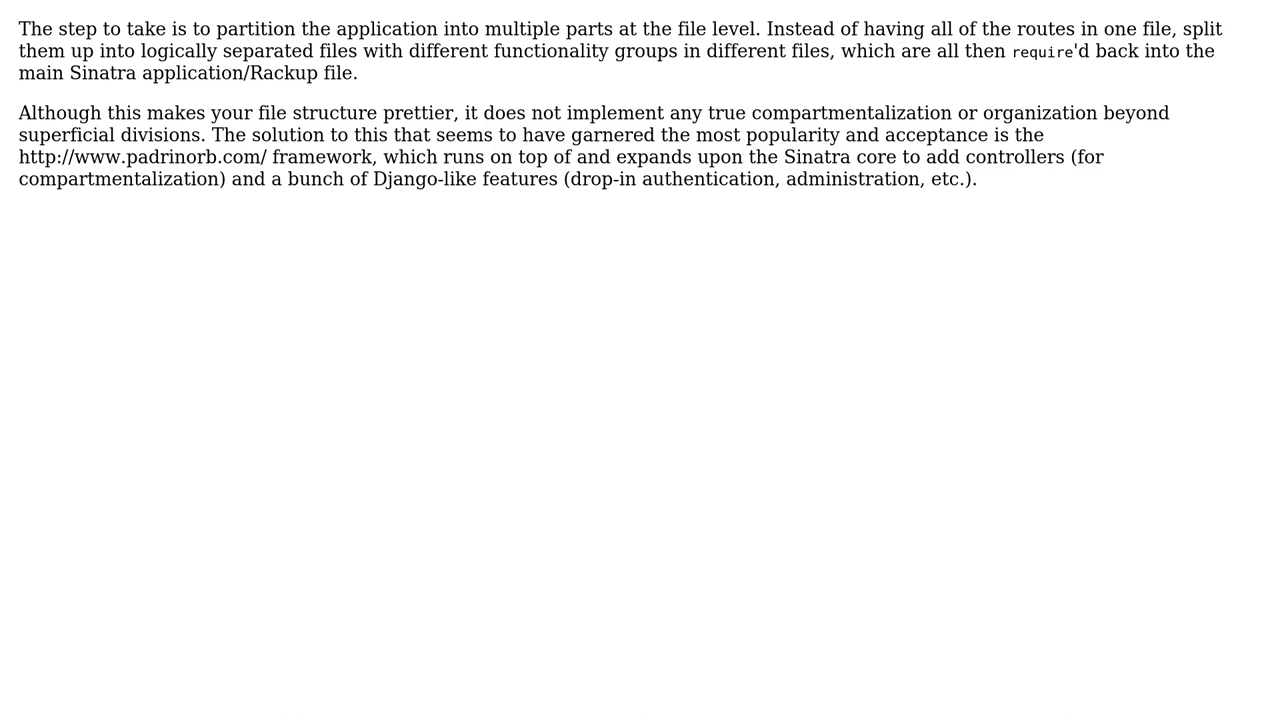 The step to take is to partition the application into multiple parts at the file level. Instead of having all of the routes in one file, split
them up into logically separated files with different functionality groups in different files, which are all then require'd back into the
main Sinatra application/Rackup file.
Although this makes your file structure prettier, it does not implement any true compartmentalization or organization beyond
superficial divisions. The solution to this that seems to have garnered the most popularity and acceptance is the
http://www.padrinorb.com/ framework, which runs on top of and expands upon the Sinatra core to add controllers (for
compartmentalization) and a bunch of Django-like features (drop-in authentication, administration, etc.).